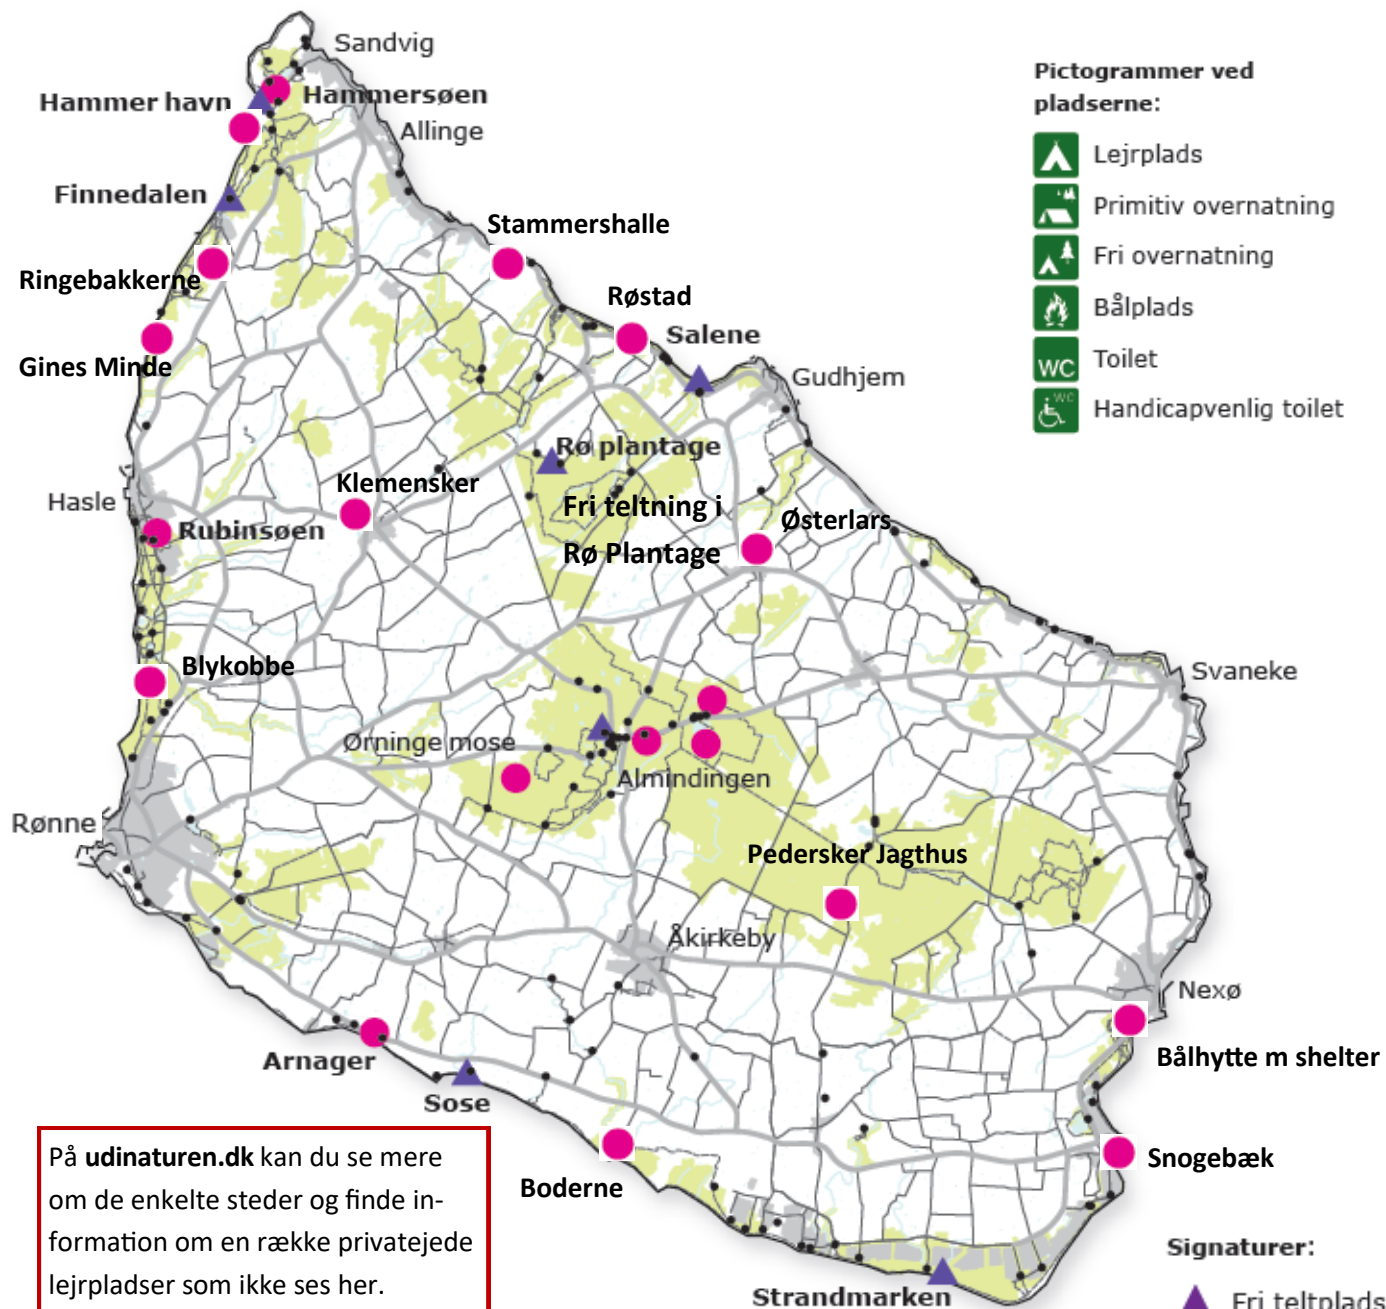 Sandvig
Hammer havn
Hammersøen
Allinge
Finnedalen
Stammershalle
Ringebakkerne
Røstad
Salene
Gines Minde
Gudhjem
Rø plantage
Hasle
Klemensker
Fri teltning i
Rø Plantage
Østerlars
Rubinsøen
Blykobbe
Svaneke
Ørninge mose
Almindingen
Rønne
Pedersker Jagthus
Åkirkeby
Nexø
Bålhytte m shelter
Arnager
Sose
Boderne
Snogebæk
Strandmarken
Pictogrammer ved
pladserne:
Lejrplads
Primitiv overnatning
Fri overnatning
Bålplads
WC Toilet
WC Handicapvenlig toilet
På udinaturen.dk kan du se mere
om de enkelte steder og finde in-
formation om en række privatejede
lejrpladser som ikke ses her.
Signaturer:
Fri teltplads